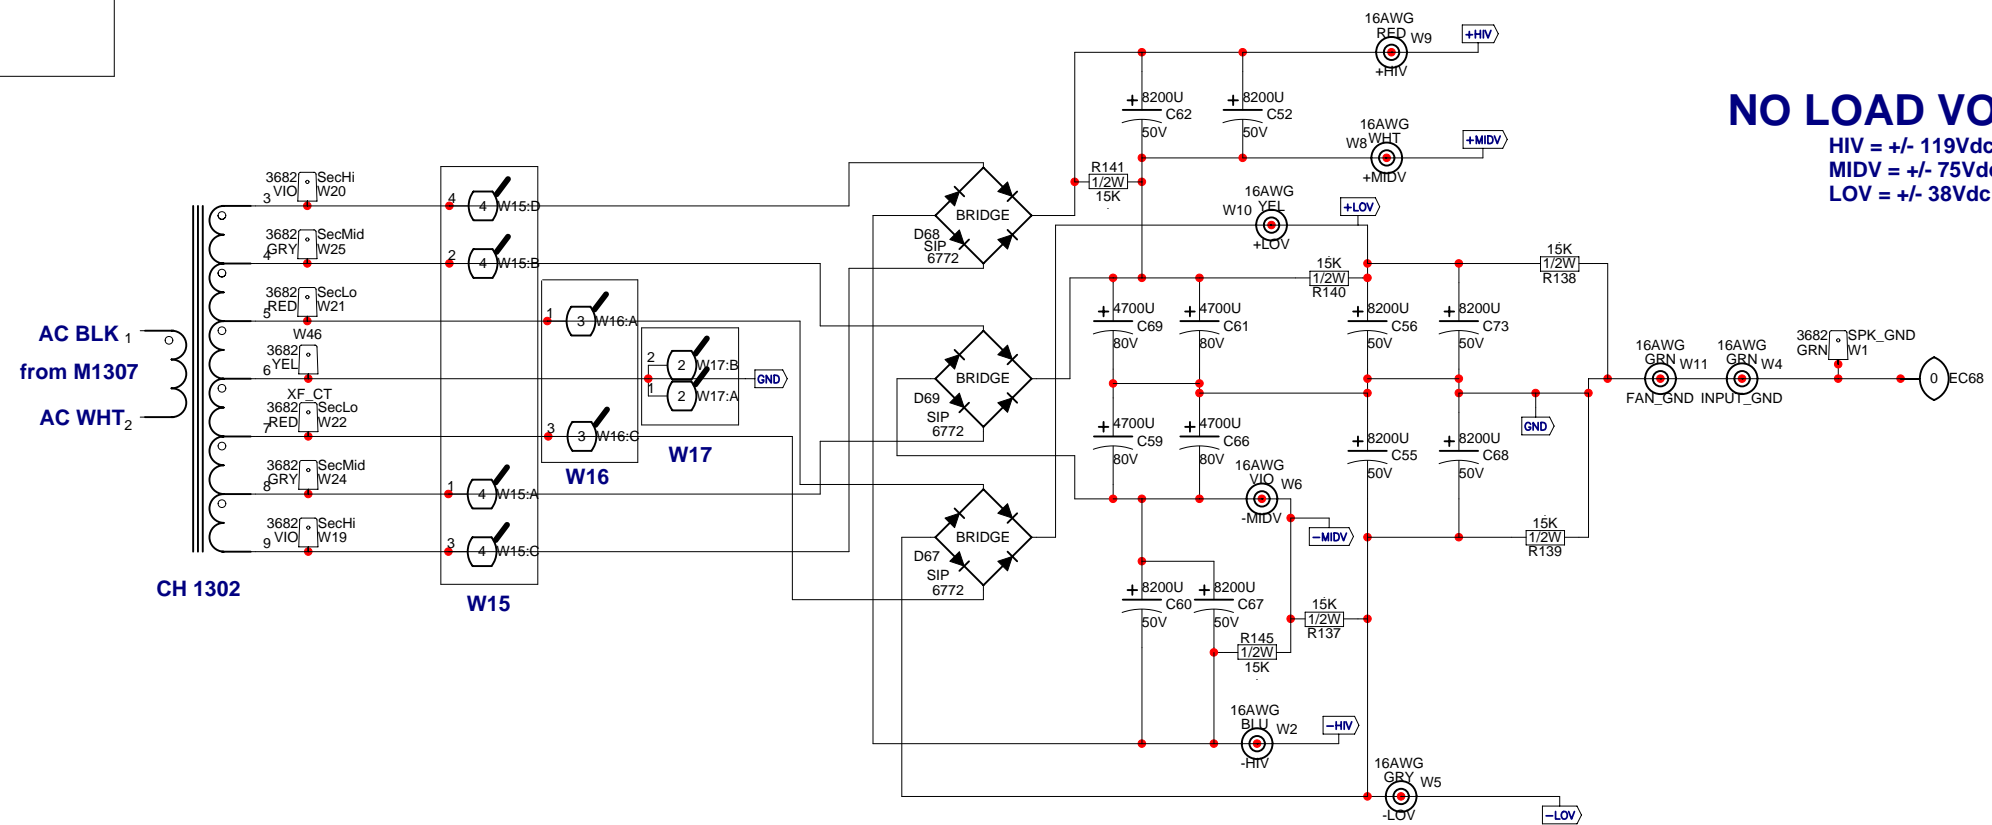 16AWG
RED W9
+HIV
+HIV
8200U
C62
50V
8200U
C52
50V
16AWG
WHT
W8
+MIDV
+MIDV
NO LOAD VO
HIV = +/- 119Vdc
MIDV = +/- 75Vd
LOV = +/- 38Vdc
R141
1/2W
15K
16AWG
YEL
W10
+LOV
+LOV
3682 SecHi
VIO W20
3
4
4 W15:D
3682 SecMid
GRY W25
4
2
4 W15:B
3682 SecLo
RED W21
5
1
3 W16:A
W46
3682
YEL
6
XF_CT
2
2 W17:B
1
2 W17:A
GND
W17
3682 SecLo
RED W22
7
3
3 W16:C
W16
3682 SecMid
GRY W24
8
1
4 W15:A
3682 SecHi
VIO W19
9
3
4 W15:C
W15
AC BLK 1
from M1307
AC WHT 2
CH 1302
BRIDGE
D68
SIP
6772
BRIDGE
D69
SIP
6772
BRIDGE
D67
SIP
6772
4700U
C69
80V
4700U
C61
80V
15K
1/2W
R140
8200U
C56
50V
8200U
C73
50V
15K
1/2W
R138
4700U
C59
80V
4700U
C66
80V
8200U
C55
50V
8200U
C68
50V
GND
15K
1/2W
R139
16AWG
GRN W11
FAN_GND
16AWG
GRN W4
INPUT_GND
3682 SPK_GND
GRN W1
0 EC68
16AWG
VIO W6
-MIDV
-MIDV
8200U
C60
50V
8200U
C67
50V
15K
1/2W
R137
R145
1/2W
15K
16AWG
BLU W2
-HIV
-HIV
16AWG
GRY W5
-LOV
-LOV